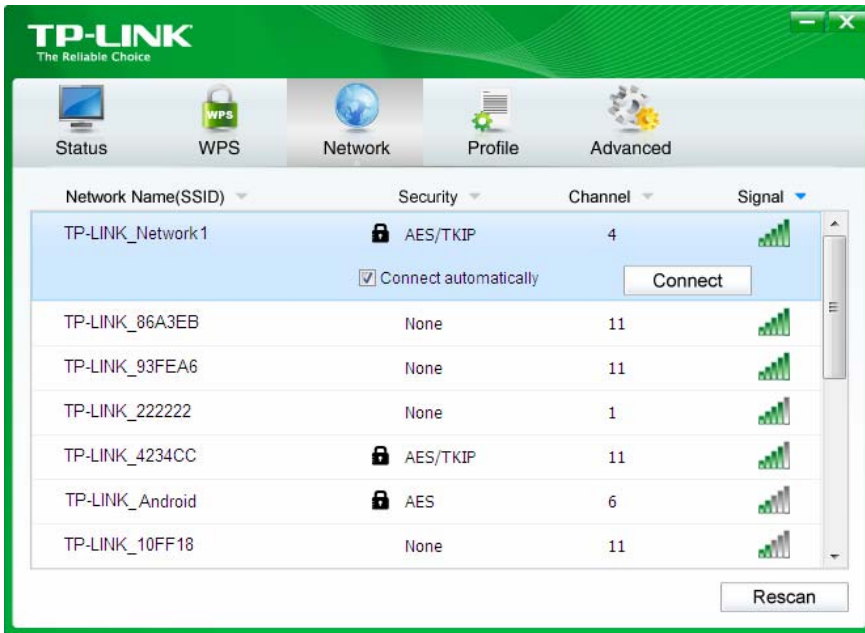 TP-LINK
The Reliable Choice
Status WPS Network Profile Advanced
WPS
Network Name(SSID) Security Channel Signal
TP-LINK_Network1 AES/TKIP 4
Connect automatically Connect
TP-LINK_86A3EB None 11
TP-LINK_93FEA6 None 11
TP-LINK_222222 None 1
TP-LINK_4234CC AES/TKIP 11
TP-LINK_Android AES 6
TP-LINK_10FF18 None 11
Rescan